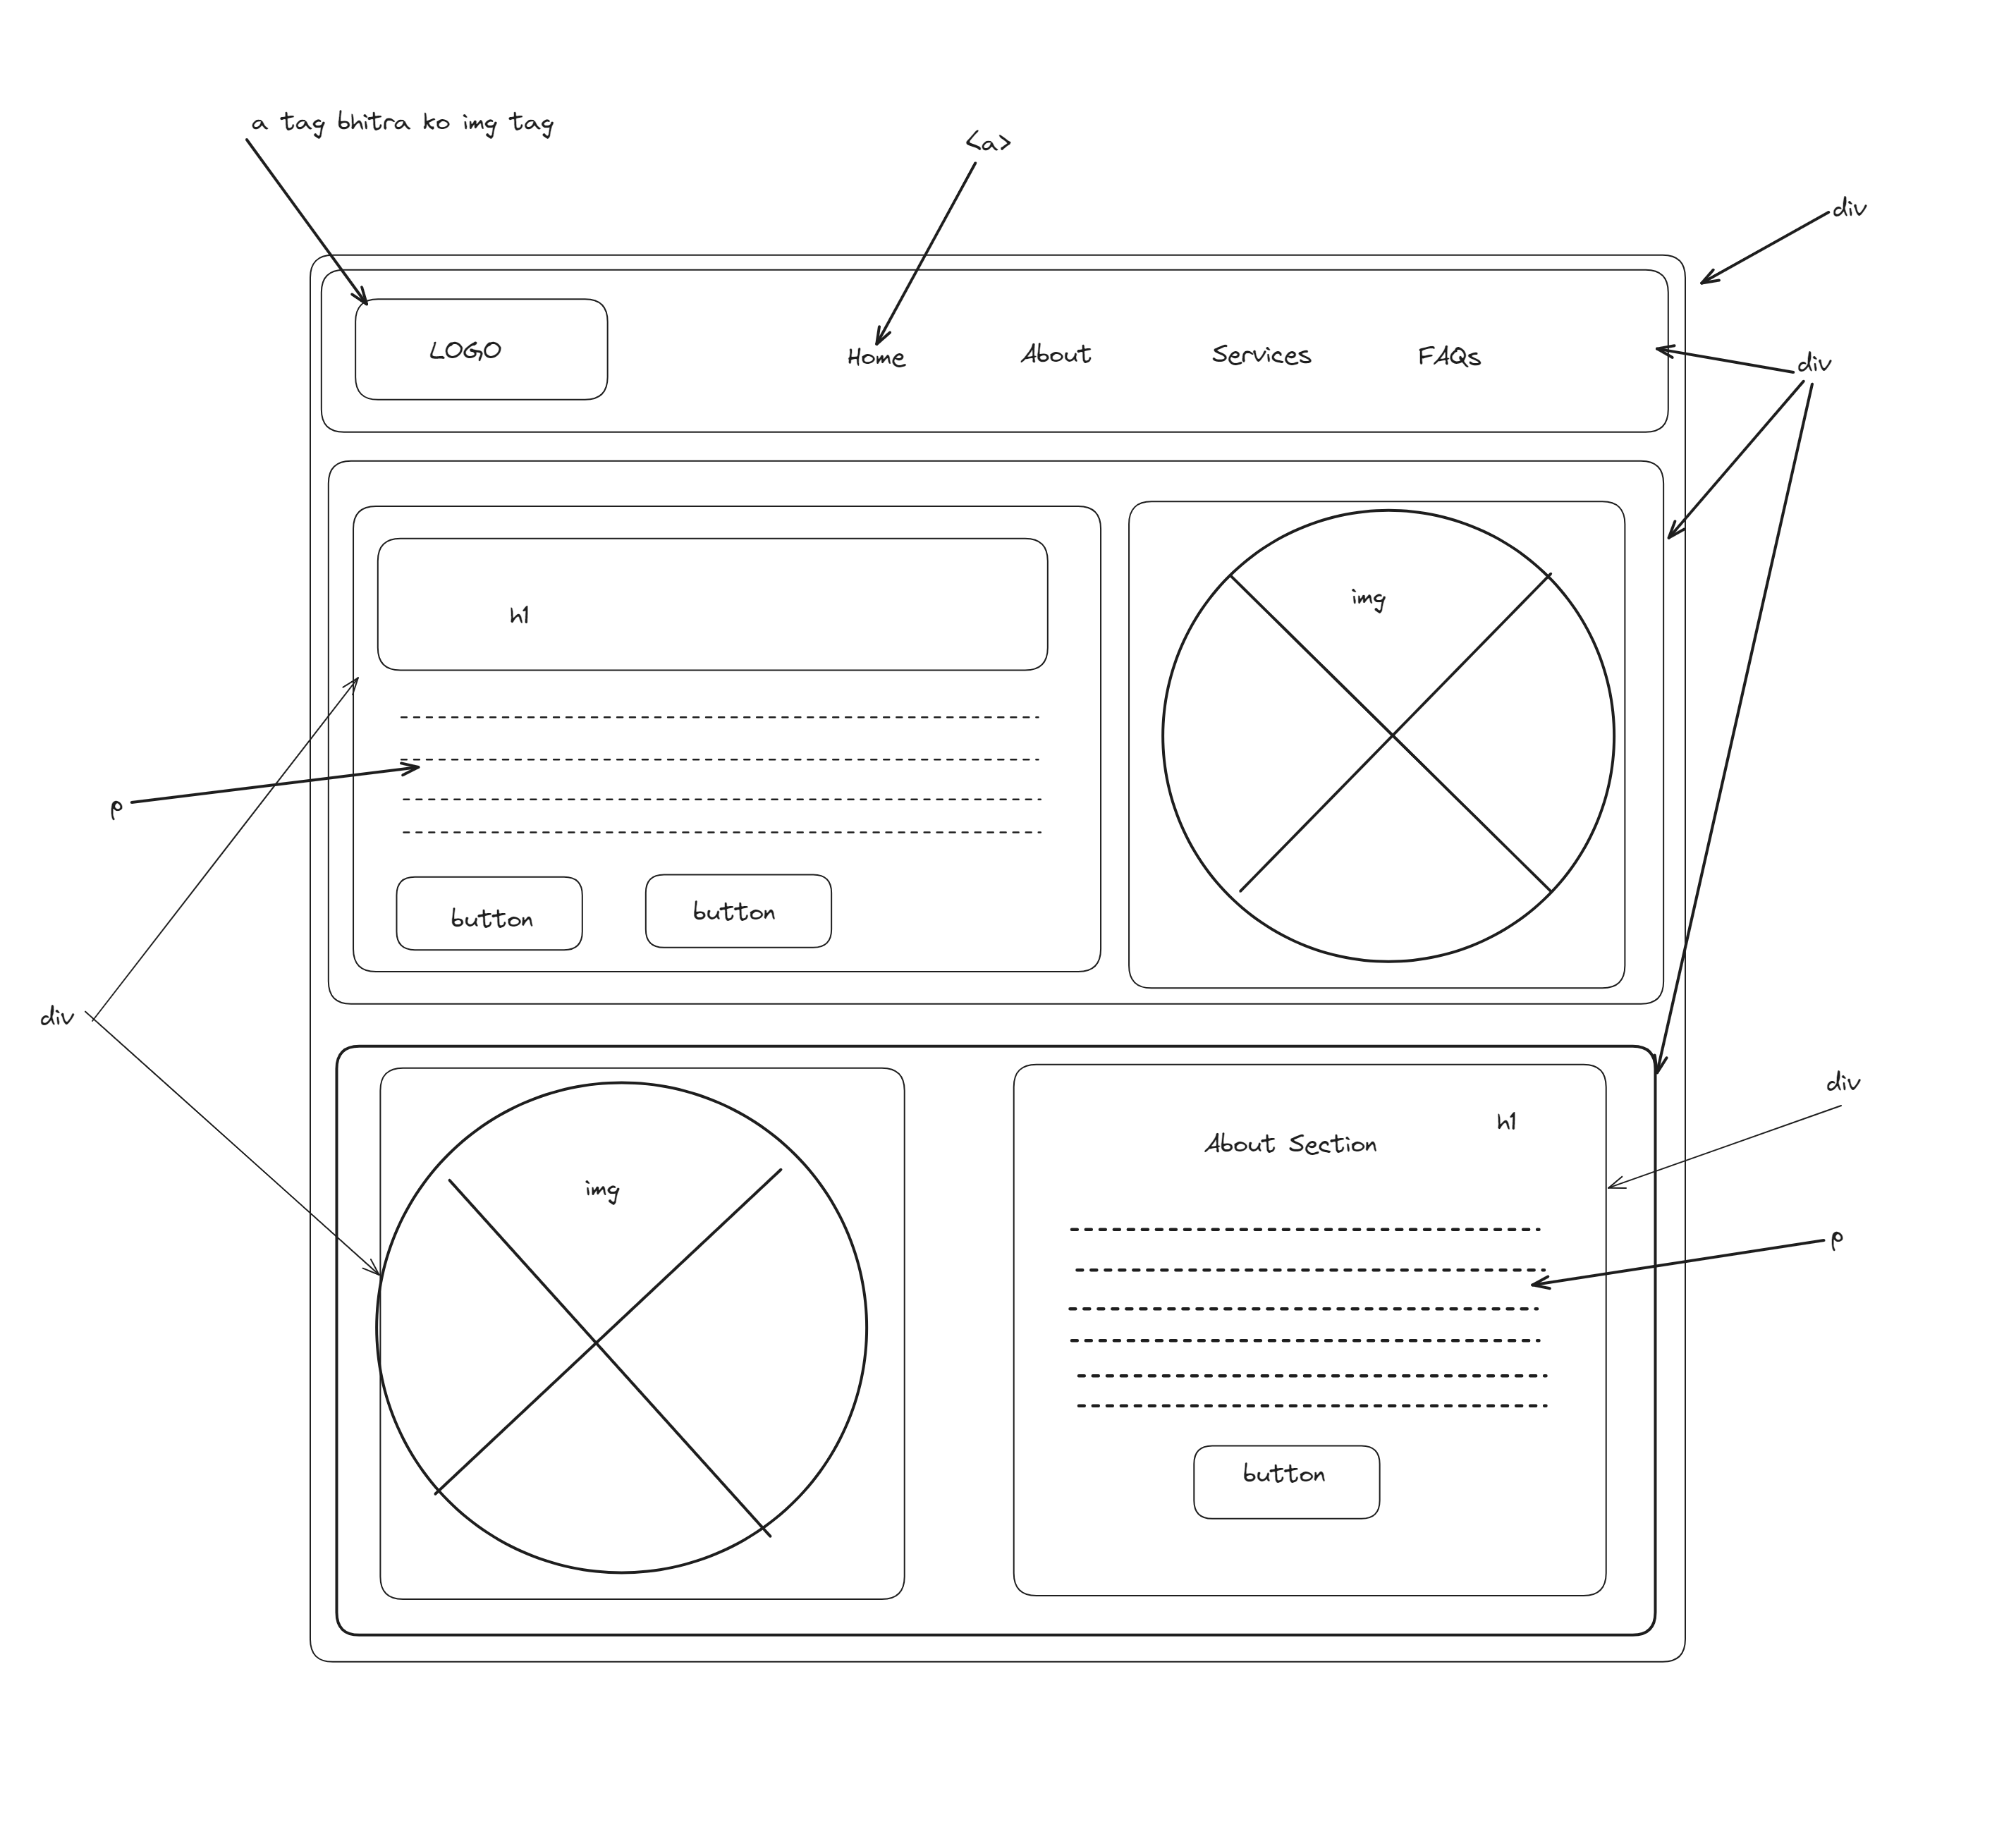 a tag bhitra ko img tag
<a>
div
LOGO
Home
About
Services
FAQs
div
h1
img
p
button
button
div
div
h1
About Section
img
p
button